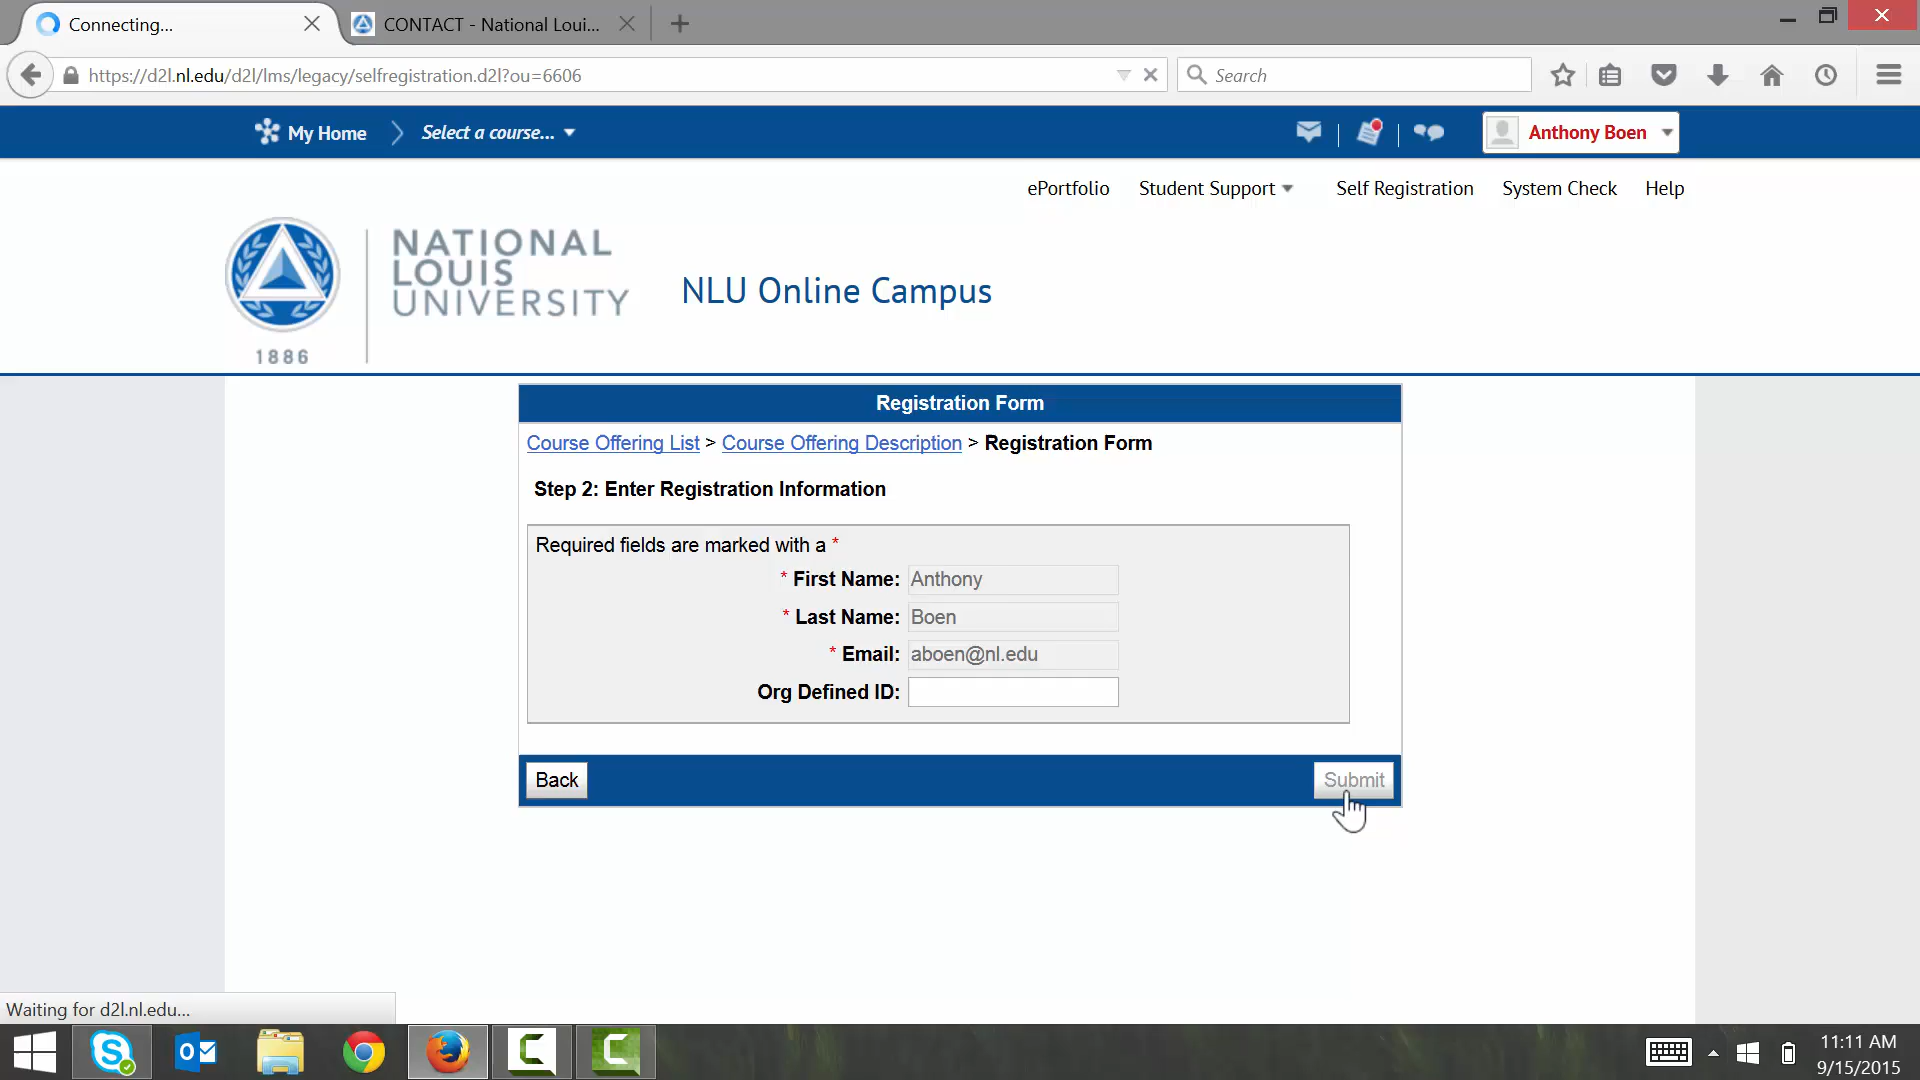 Connecting...
CONTACT - National Loui...
https://d2l.nl.edu/d2l/lms/legacy/selfregistration.d2l?ou=6606
Search
My Home
Select a course...
Anthony Boen
ePortfolio
Student Support
Self Registration
System Check
Help
NATIONAL
LOUIS
UNIVERSITY
1886
NLU Online Campus
Registration Form
Course Offering List > Course Offering Description > Registration Form
Step 2: Enter Registration Information
Required fields are marked with a *
* First Name: Anthony
* Last Name: Boen
* Email: aboen@nl.edu
Org Defined ID:
Back
Submit
Waiting for d2l.nl.edu...
11:11 AM
9/15/2015